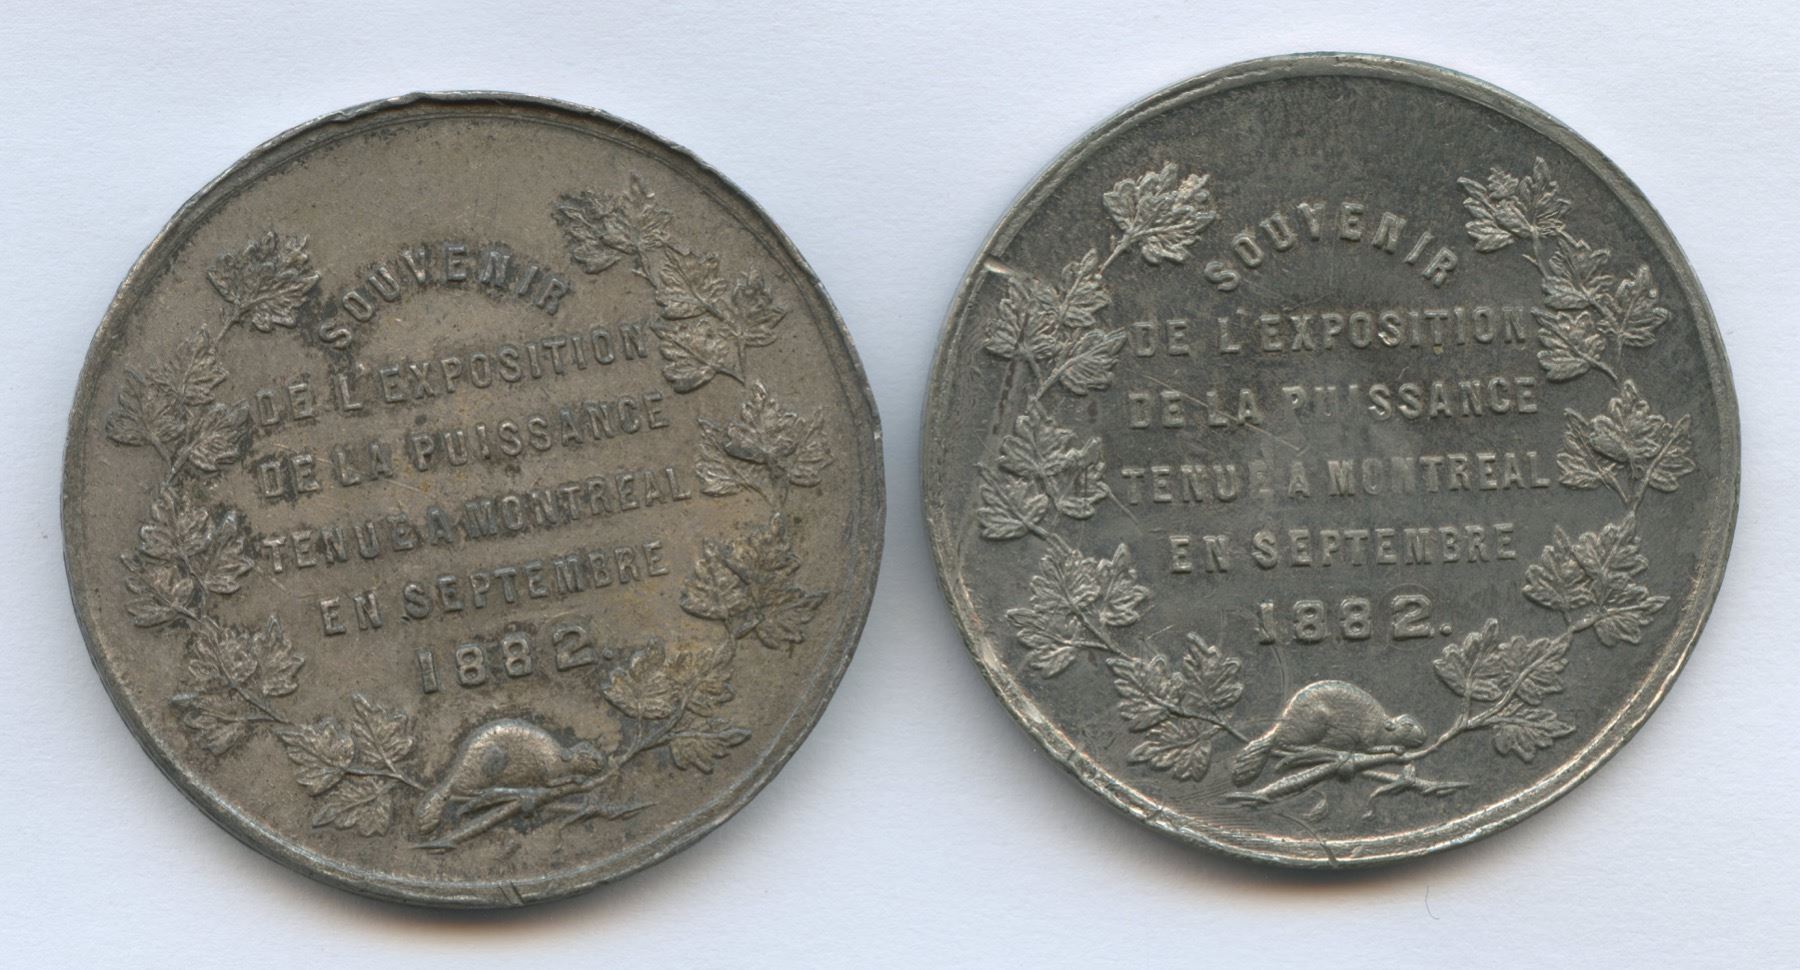 SOUVENIR
DE L'EXPOSITION
DE LA PUISSANCE
TENUE A MONTREAL
EN SEPTEMBRE
1882.
SOUVENIR
DE L'EXPOSITION
DE LA PUISSANCE
TENUE A MONTREAL
EN SEPTEMBRE
1882.